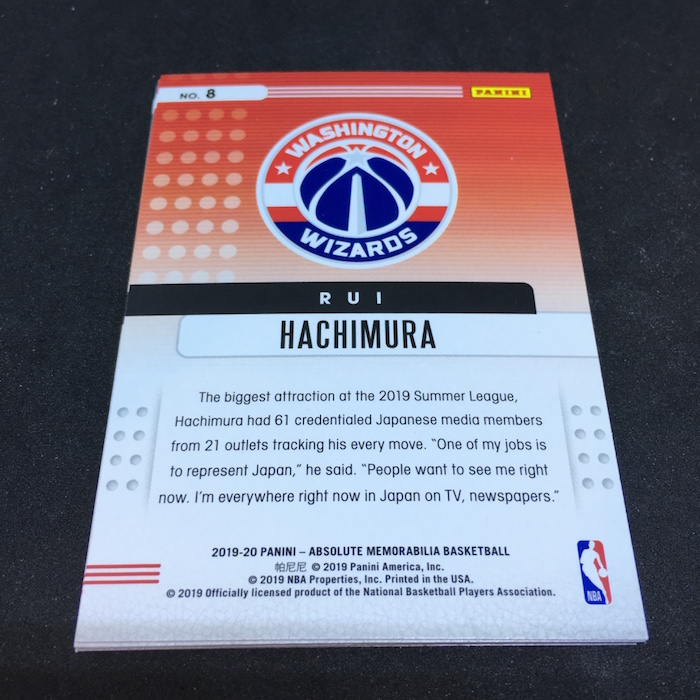 NO. 8
PANINI
WASHINGTON
WIZARDS
RUI
HACHIMURA
The biggest attraction at the 2019 Summer League,
Hachimura had 61 credentialed Japanese media members
from 21 outlets tracking his every move. “One of my jobs is
to represent Japan,” he said. “People want to see me right
now. I’m everywhere right now in Japan on TV, newspapers.”
2019-20 PANINI – ABSOLUTE MEMORABILIA BASKETBALL
帕尼尼 © 2019 Panini America, Inc.
© 2019 NBA Properties, Inc. Printed in the USA.
© 2019 Officially licensed product of the National Basketball Players Association.
NBA